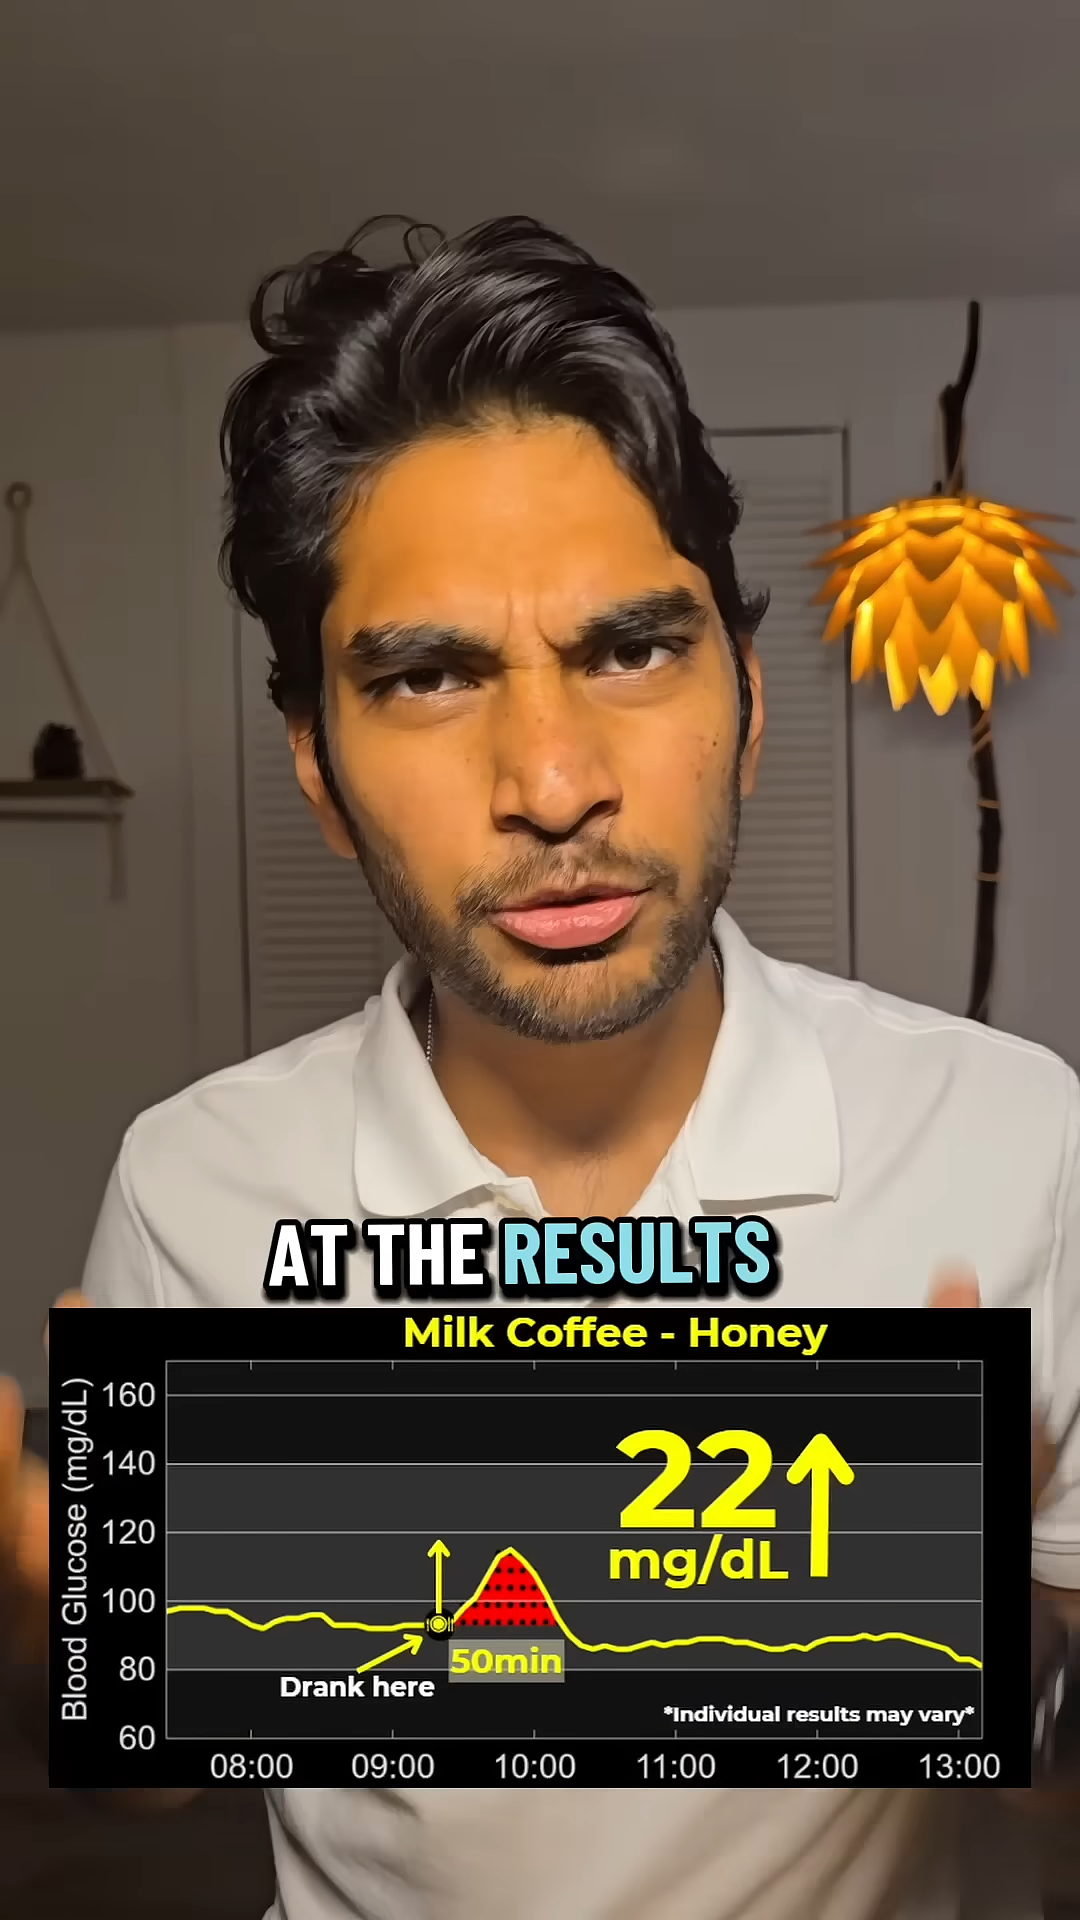 AT THE RESULTS
Milk Coffee - Honey
Blood Glucose (mg/dL)
160
140
120
100
80
60
22
mg/dL
50min
Drank here
*Individual results may vary*
08:00 09:00 10:00 11:00 12:00 13:00